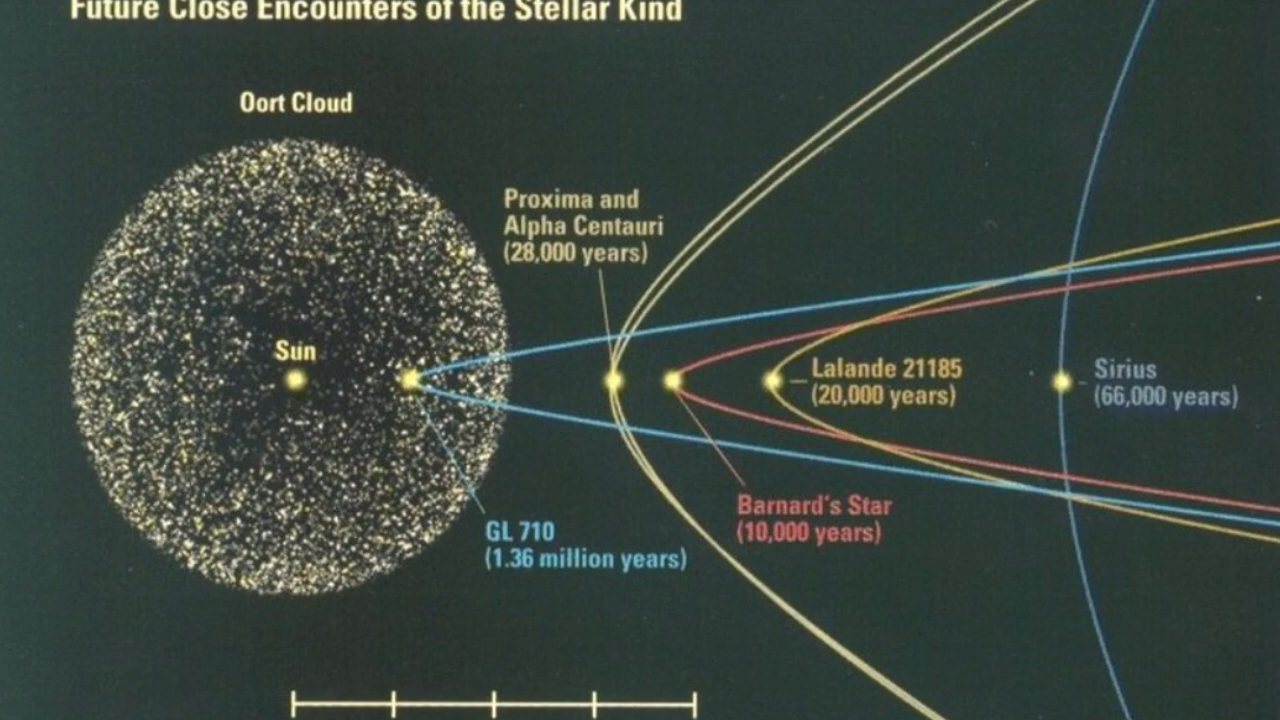 Future Close Encounters of the Stellar Kind
Oort Cloud
Proxima and
Alpha Centauri
(28,000 years)
Sun
Lalande 21185
(20,000 years)
Sirius
(66,000 years)
Barnard's Star
(10,000 years)
GL 710
(1.36 million years)